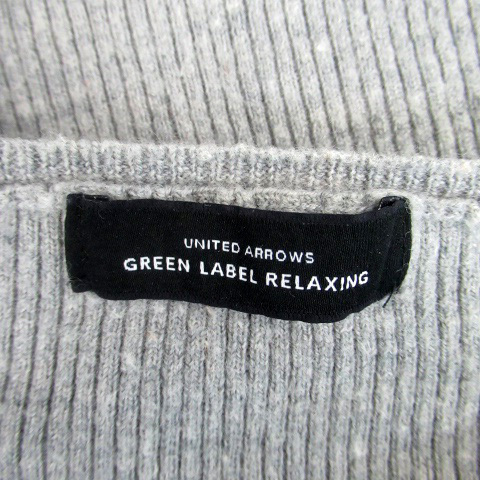 UNITED ARROWS
GREEN LABEL RELAXING